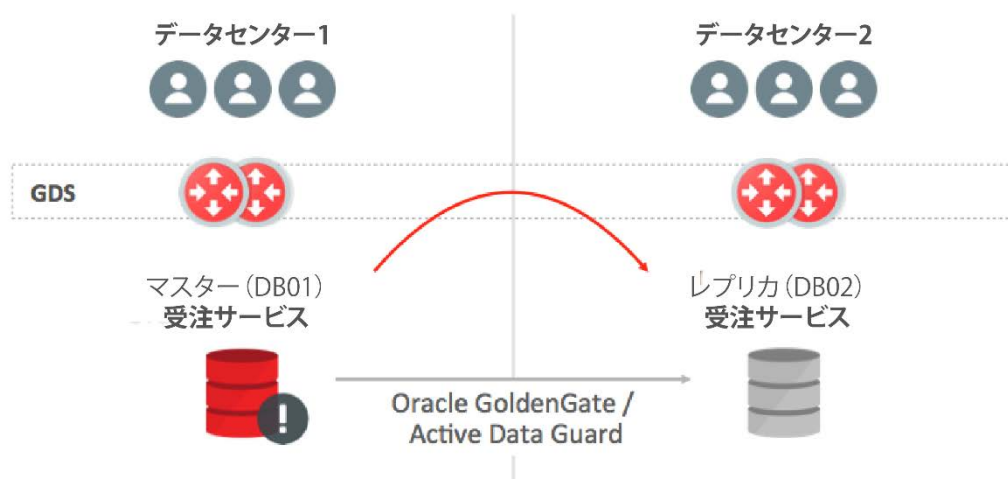 データセンター1
データセンター2
GDS
マスター（DB01）
受注サービス
レプリカ（DB02）
受注サービス
Oracle GoldenGate /
Active Data Guard